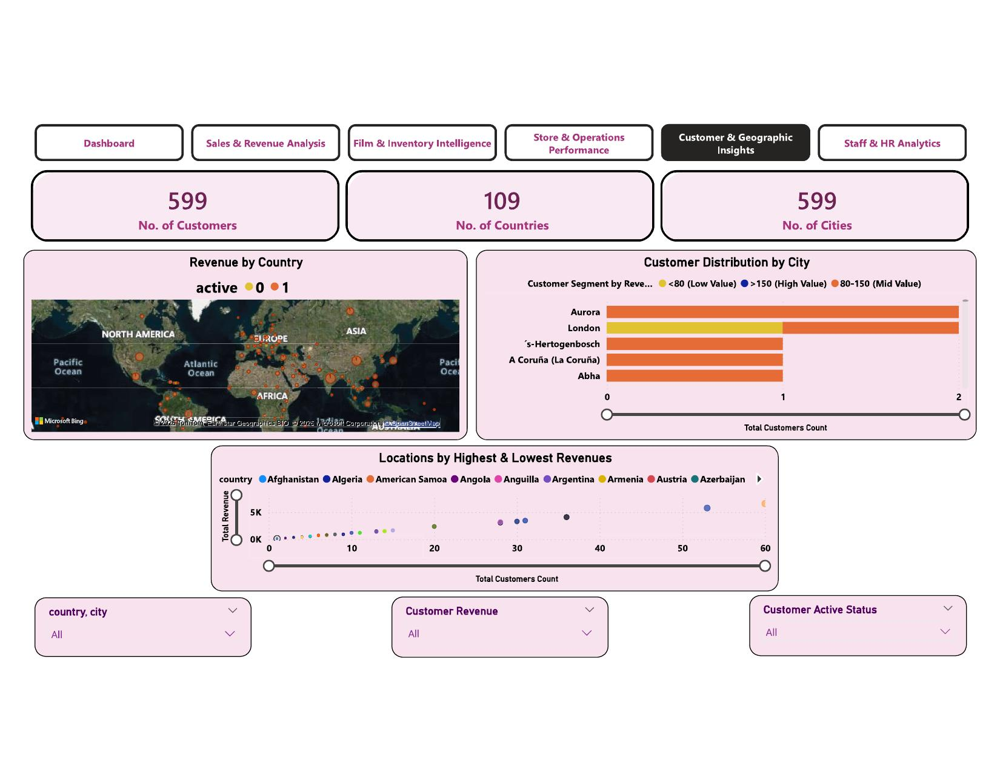 Dashboard
Sales & Revenue Analysis
Film & Inventory Intelligence
Store & Operations
Performance
Customer & Geographic
Insights
Staff & HR Analytics
599
No. of Customers
109
No. of Countries
599
No. of Cities
Revenue by Country
active 0 1
NORTH AMERICA
EUROPE
ASIA
Pacific
Ocean
Atlantic
Ocean
Pacif
Ocea
AFRICA
SOUTH AMERICA
Indian
Ocean
AUSTRALIA
Microsoft Bing
© 2025 TomTom, Earthstar Geographics SIO, © 2025 Microsoft Corporation, © OpenStreetMap
Customer Distribution by City
Customer Segment by Reve... <80 (Low Value) >150 (High Value) 80-150 (Mid Value)
Aurora
London
´s-Hertogenbosch
A Coruña (La Coruña)
Abha
0 1 2
Total Customers Count
Locations by Highest & Lowest Revenues
country Afghanistan Algeria American Samoa Angola Anguilla Argentina Armenia Austria Azerbaijan
Total Revenue
5K
0K
0 10 20 30 40 50 60
Total Customers Count
country, city
All
Customer Revenue
All
Customer Active Status
All